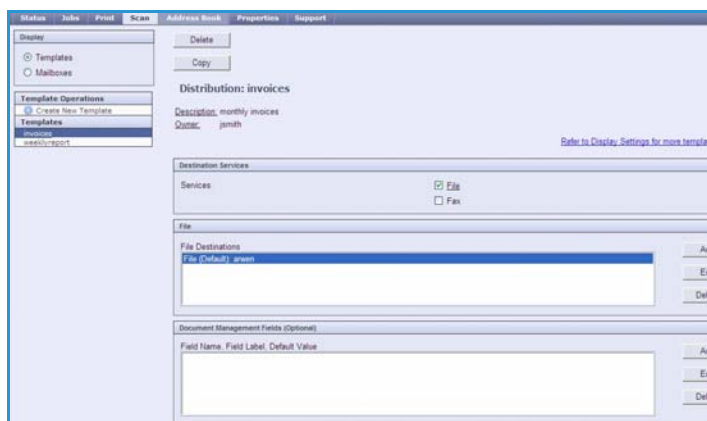 Status Jobs Print Scan Address Book Properties Support
Display
Templates
Mailboxes
Template Operations
Create New Template
Templates
invoices
weeklyreport
Delete
Copy
Distribution: invoices
Description: monthly invoices
Owner: jsmith
Refer to Display Settings for more templa
Destination Services
Services
File
Fax
File
File Destinations
File (Default): arwen
A
E
Del
Document Management Fields (Optional)
Field Name, Field Label, Default Value
A
E
Del